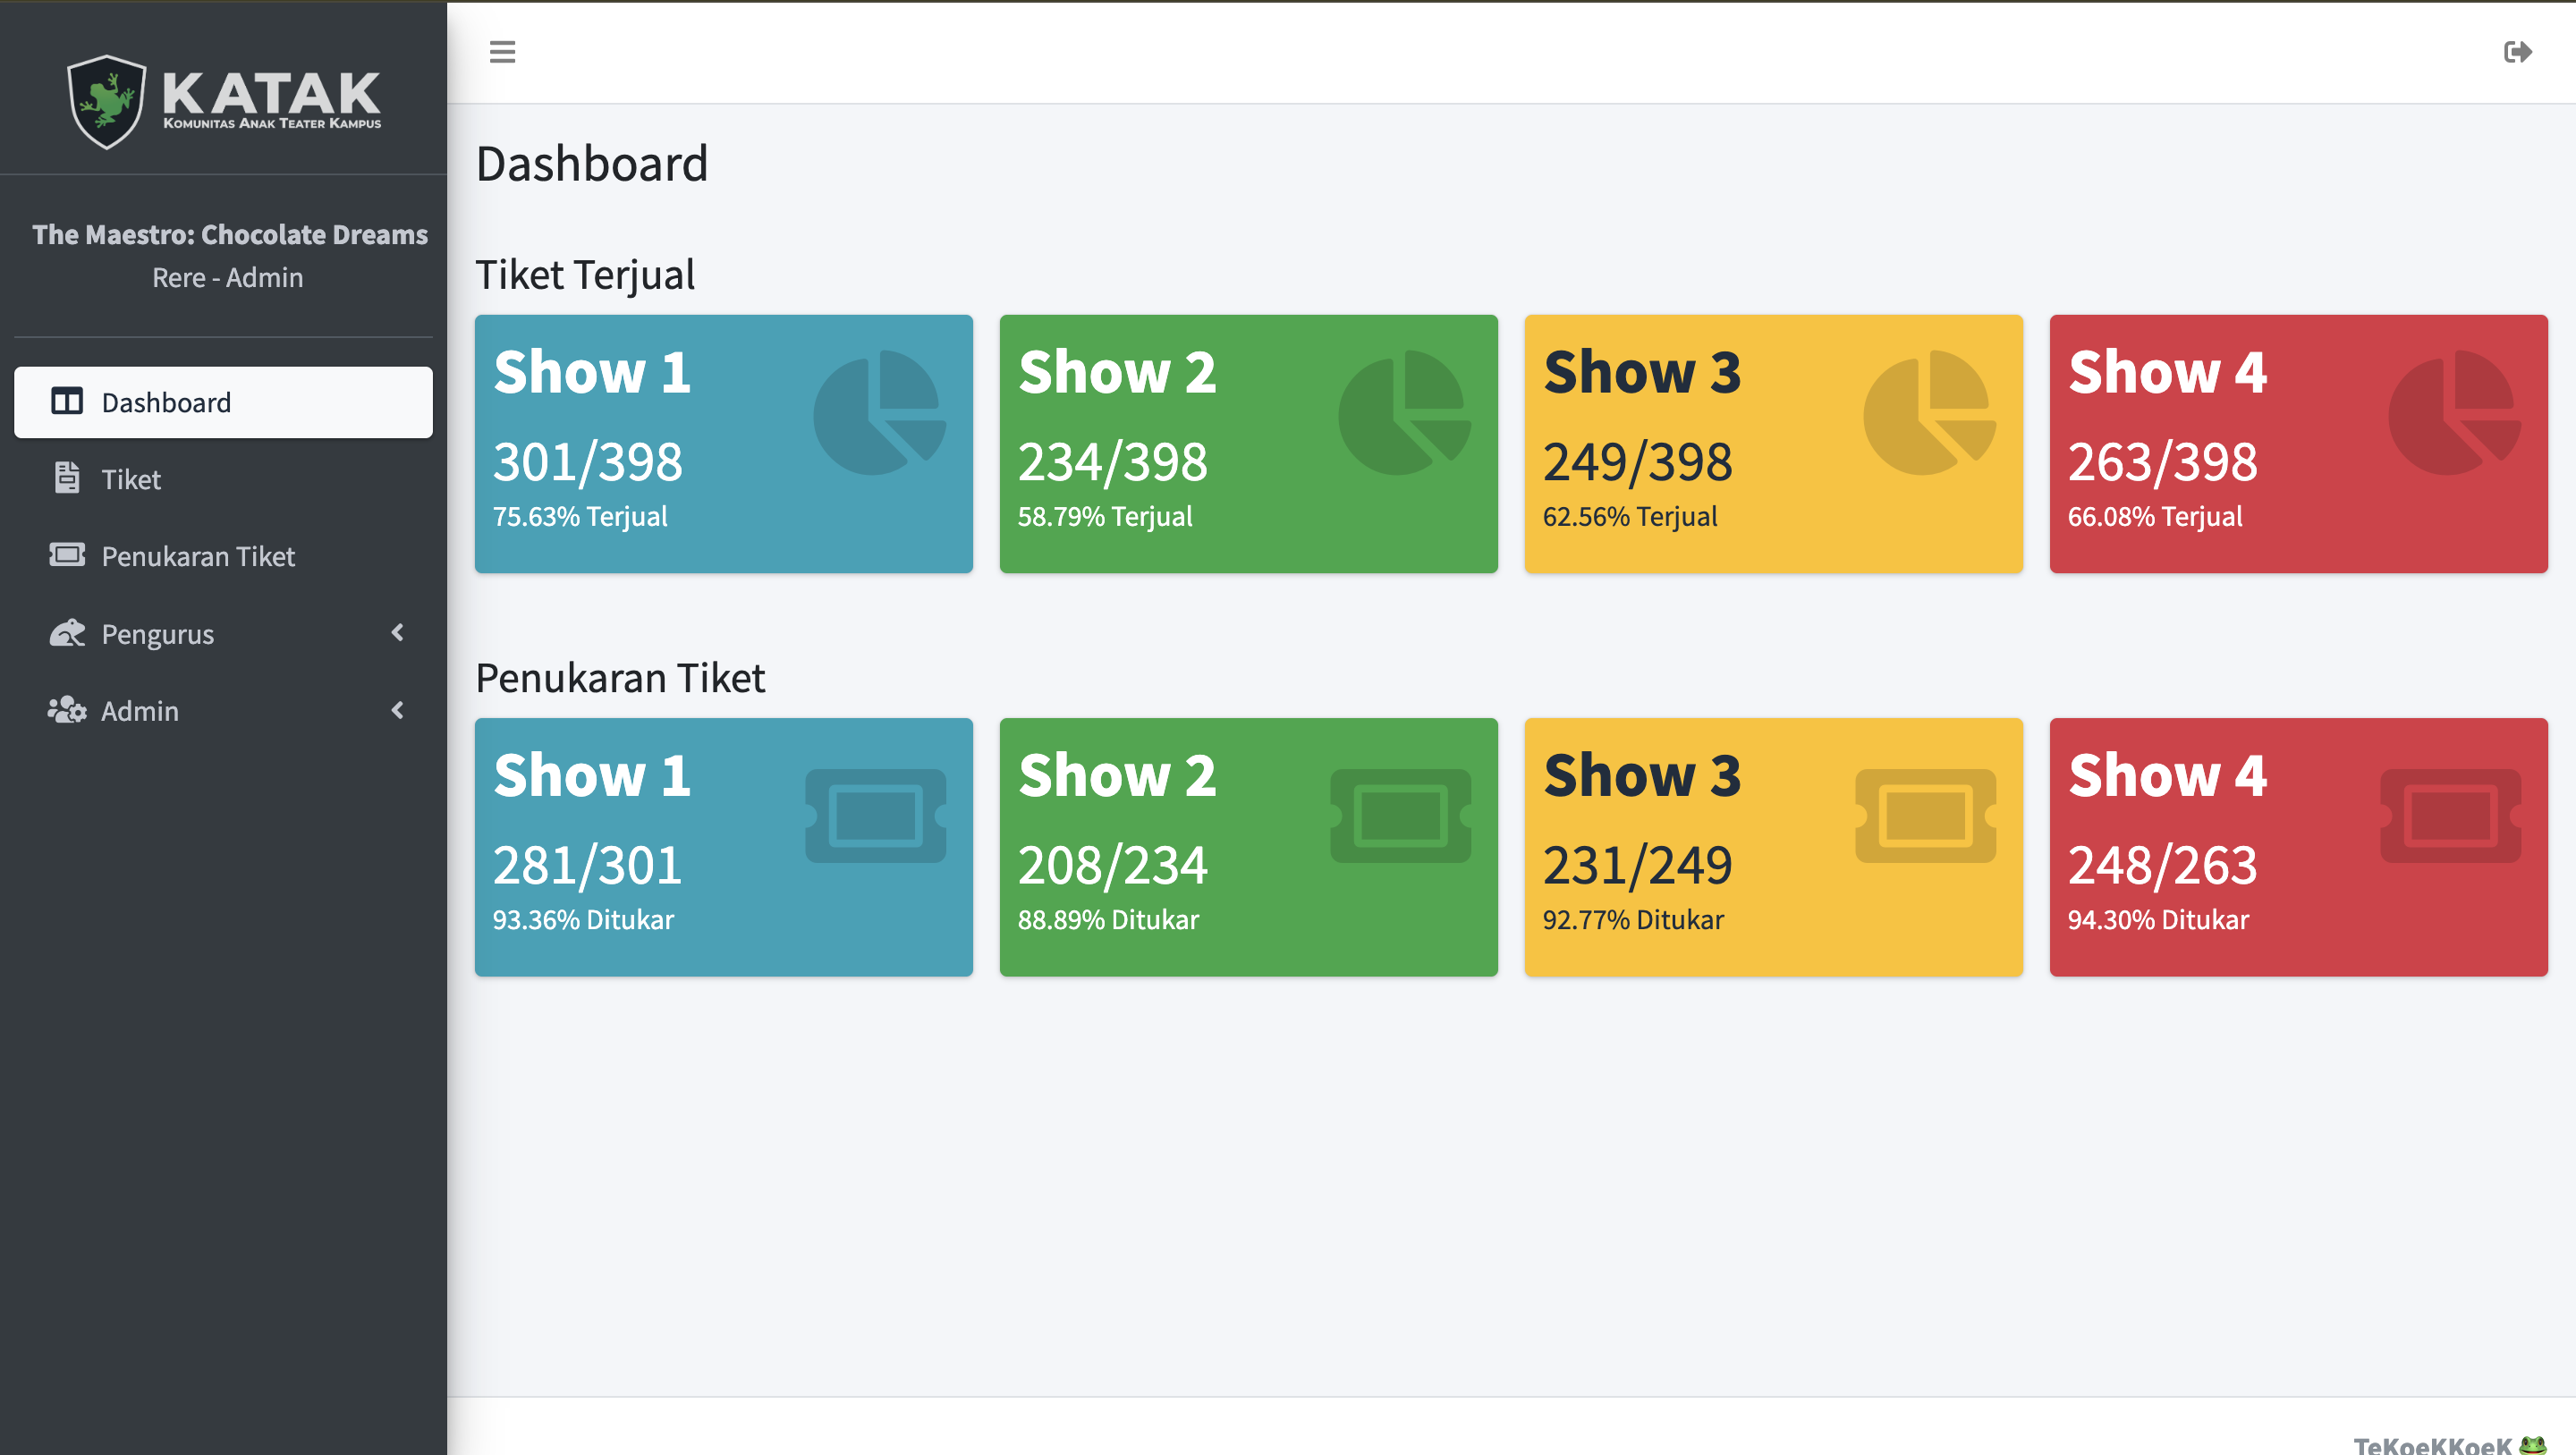 KATAK
KOMUNITAS ANAK TEATER KAMPUS
The Maestro: Chocolate Dreams
Rere - Admin
Dashboard
Tiket
Penukaran Tiket
Pengurus
Admin
Dashboard
Tiket Terjual
Show 1
301/398
75.63% Terjual
Show 2
234/398
58.79% Terjual
Show 3
249/398
62.56% Terjual
Show 4
263/398
66.08% Terjual
Penukaran Tiket
Show 1
281/301
93.36% Ditukar
Show 2
208/234
88.89% Ditukar
Show 3
231/249
92.77% Ditukar
Show 4
248/263
94.30% Ditukar
TeKoeKKoeK 🐸